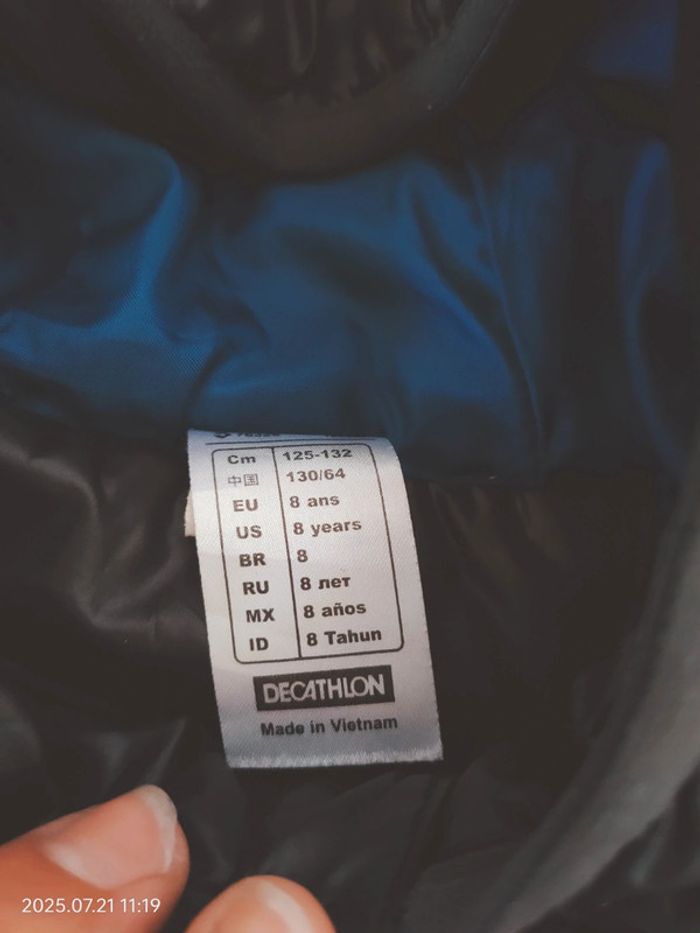 Cm 125-132
中国 130/64
EU 8 ans
US 8 years
BR 8
RU 8 лет
MX 8 años
ID 8 Tahun
DECATHLON
Made in Vietnam
2025.07.21 11:19